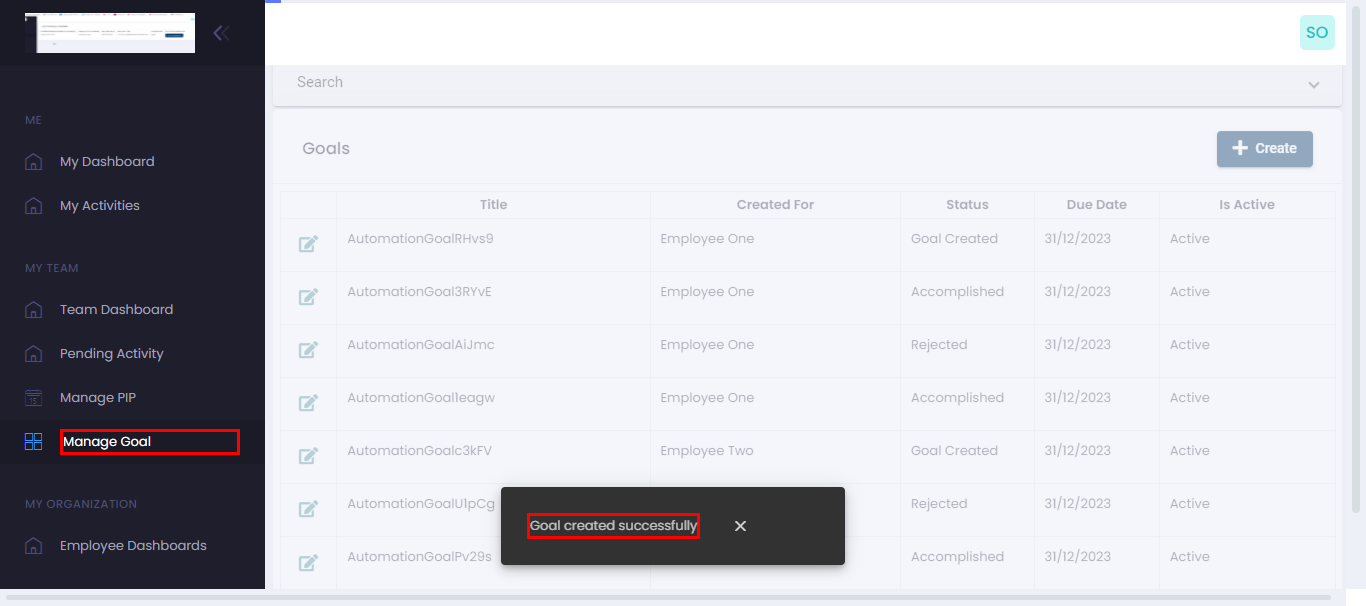 SO
ME
My Dashboard
My Activities
MY TEAM
Team Dashboard
Pending Activity
Manage PIP
15
Manage Goal
MY ORGANIZATION
Employee Dashboards
Search
Goals
Create
Title Created For Status Due Date Is Active
AutomationGoalRHvs9 Employee One Goal Created 31/12/2023 Active
AutomationGoal3RYvE Employee One Accomplished 31/12/2023 Active
AutomationGoalAiJmc Employee One Rejected 31/12/2023 Active
AutomationGoal1eagw Employee One Accomplished 31/12/2023 Active
AutomationGoalc3kFV Employee Two Goal Created 31/12/2023 Active
AutomationGoalU1pCg Rejected 31/12/2023 Active
AutomationGoalPv29s Accomplished 31/12/2023 Active
Goal created successfully